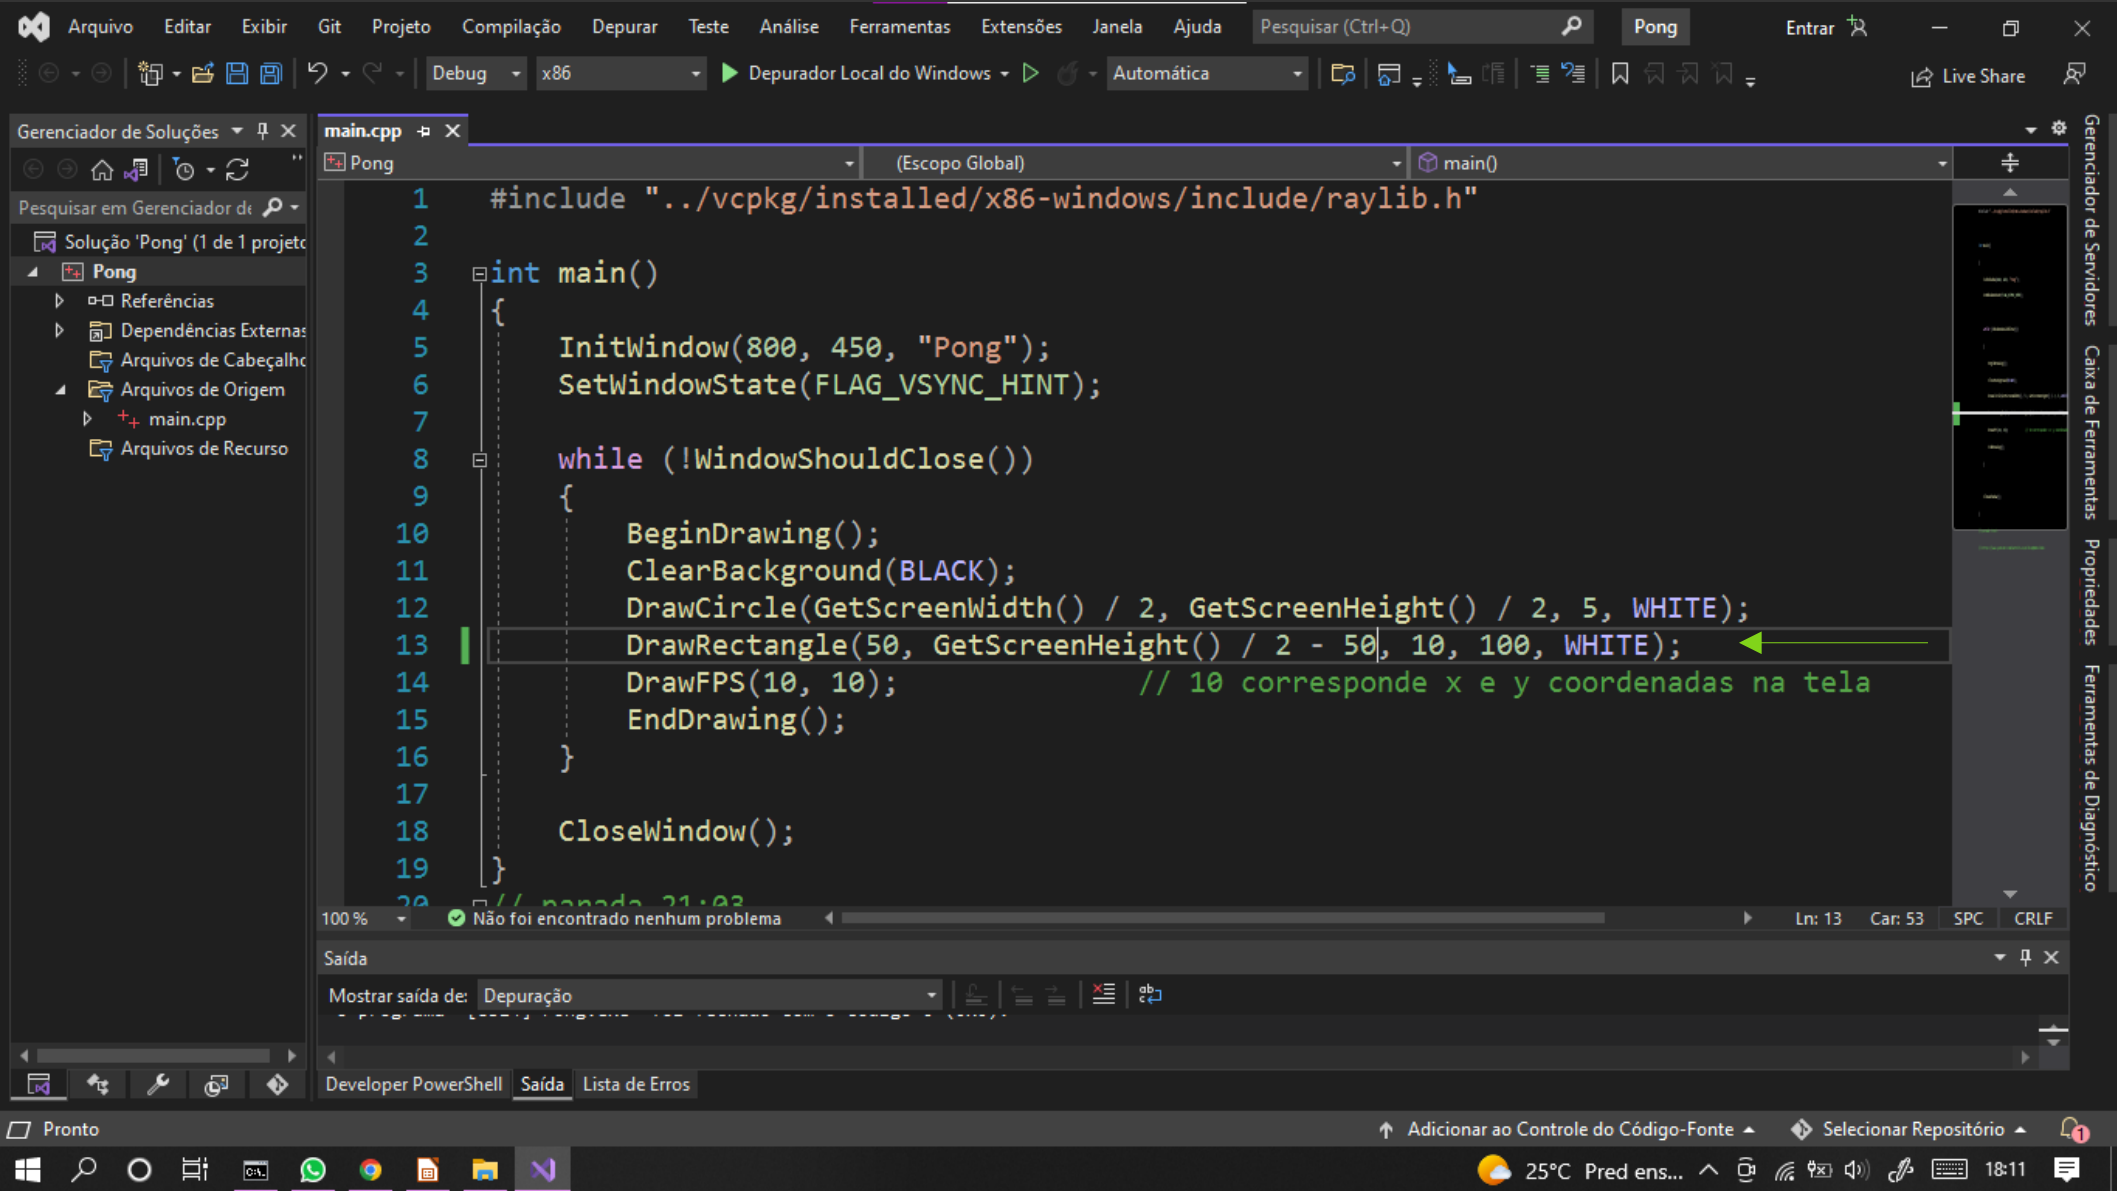 Arquivo Editar Exibir Git Projeto Compilação Depurar Teste Análise Ferramentas Extensões Janela Ajuda Pesquisar (Ctrl+Q) Pong Entrar
Debug x86 Depurador Local do Windows Automática Live Share
Gerenciador de Soluções
Pesquisar em Gerenciador de
Solução 'Pong' (1 de 1 projeto
Pong
Referências
Dependências Externas
Arquivos de Cabeçalho
Arquivos de Origem
main.cpp
Arquivos de Recurso
main.cpp
Pong (Escopo Global) main()
1 #include "../vcpkg/installed/x86-windows/include/raylib.h"
2
3 int main()
4 {
5 InitWindow(800, 450, "Pong");
6 SetWindowState(FLAG_VSYNC_HINT);
7
8 while (!WindowShouldClose())
9 {
10 BeginDrawing();
11 ClearBackground(BLACK);
12 DrawCircle(GetScreenWidth() / 2, GetScreenHeight() / 2, 5, WHITE);
13 DrawRectangle(50, GetScreenHeight() / 2 - 50, 10, 100, WHITE);
14 DrawFPS(10, 10); // 10 corresponde x e y coordenadas na tela
15 EndDrawing();
16 }
17
18 CloseWindow();
19 }
20 // parada 21:03
100 % Não foi encontrado nenhum problema Ln: 13 Car: 53 SPC CRLF
Saída
Mostrar saída de: Depuração
Developer PowerShell Saída Lista de Erros
Gerenciador de Servidores
Caixa de Ferramentas
Propriedades
Ferramentas de Diagnóstico
Pronto Adicionar ao Controle do Código-Fonte Selecionar Repositório 1
25°C Pred ens... 18:11